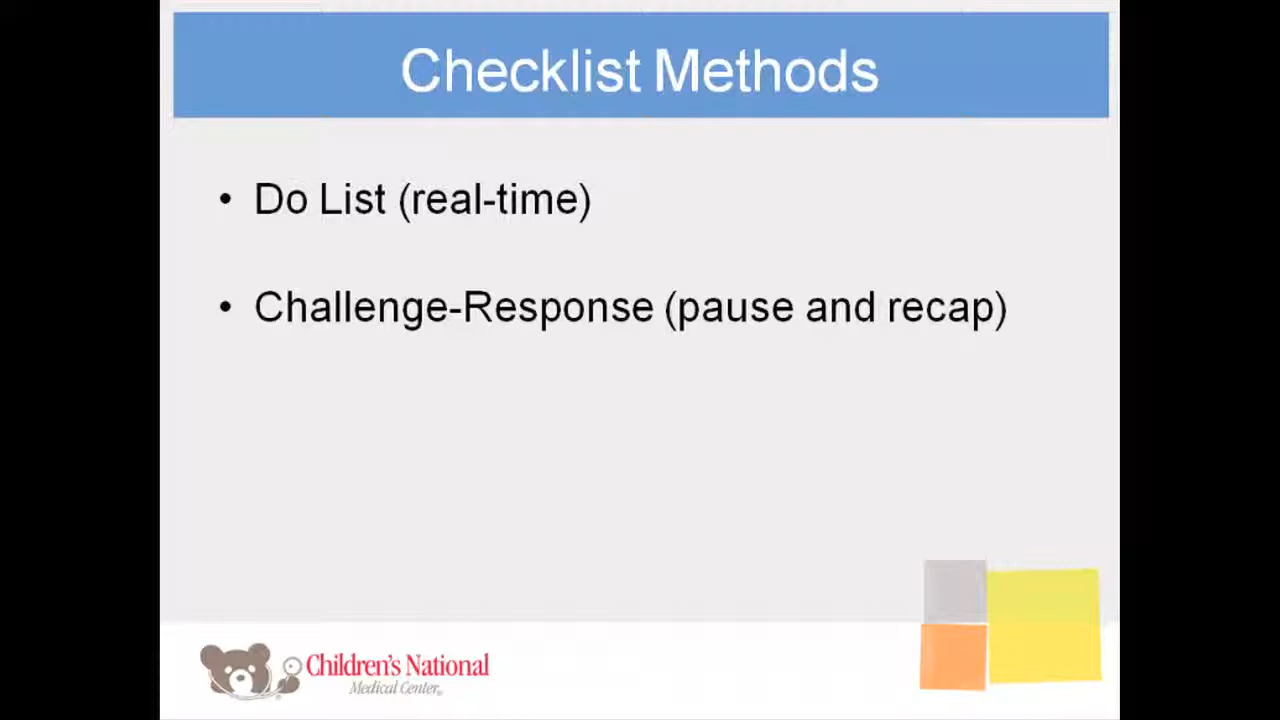 Checklist Methods
• Do List (real-time)
• Challenge-Response (pause and recap)
Children's National
Medical Center®